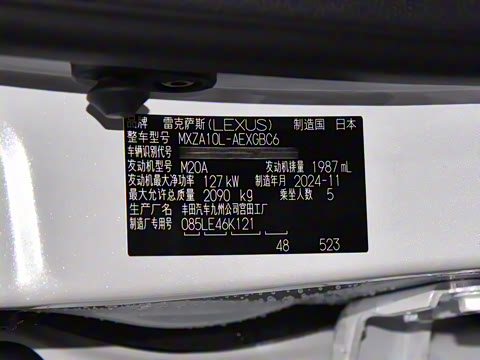 品牌 雷克萨斯(LEXUS) 制造国 日本
整车型号 MXZA10L-AEXGBC6
车辆识别代号
发动机型号 M20A 发动机排量 1987 mL
发动机最大净功率 127 kW 制造年月 2024-11
最大允许总质量 2090 kg 乘坐人数 5
生产厂名 丰田汽车九州公司宫田工厂
制造厂专用号 085LE46K121
48 523